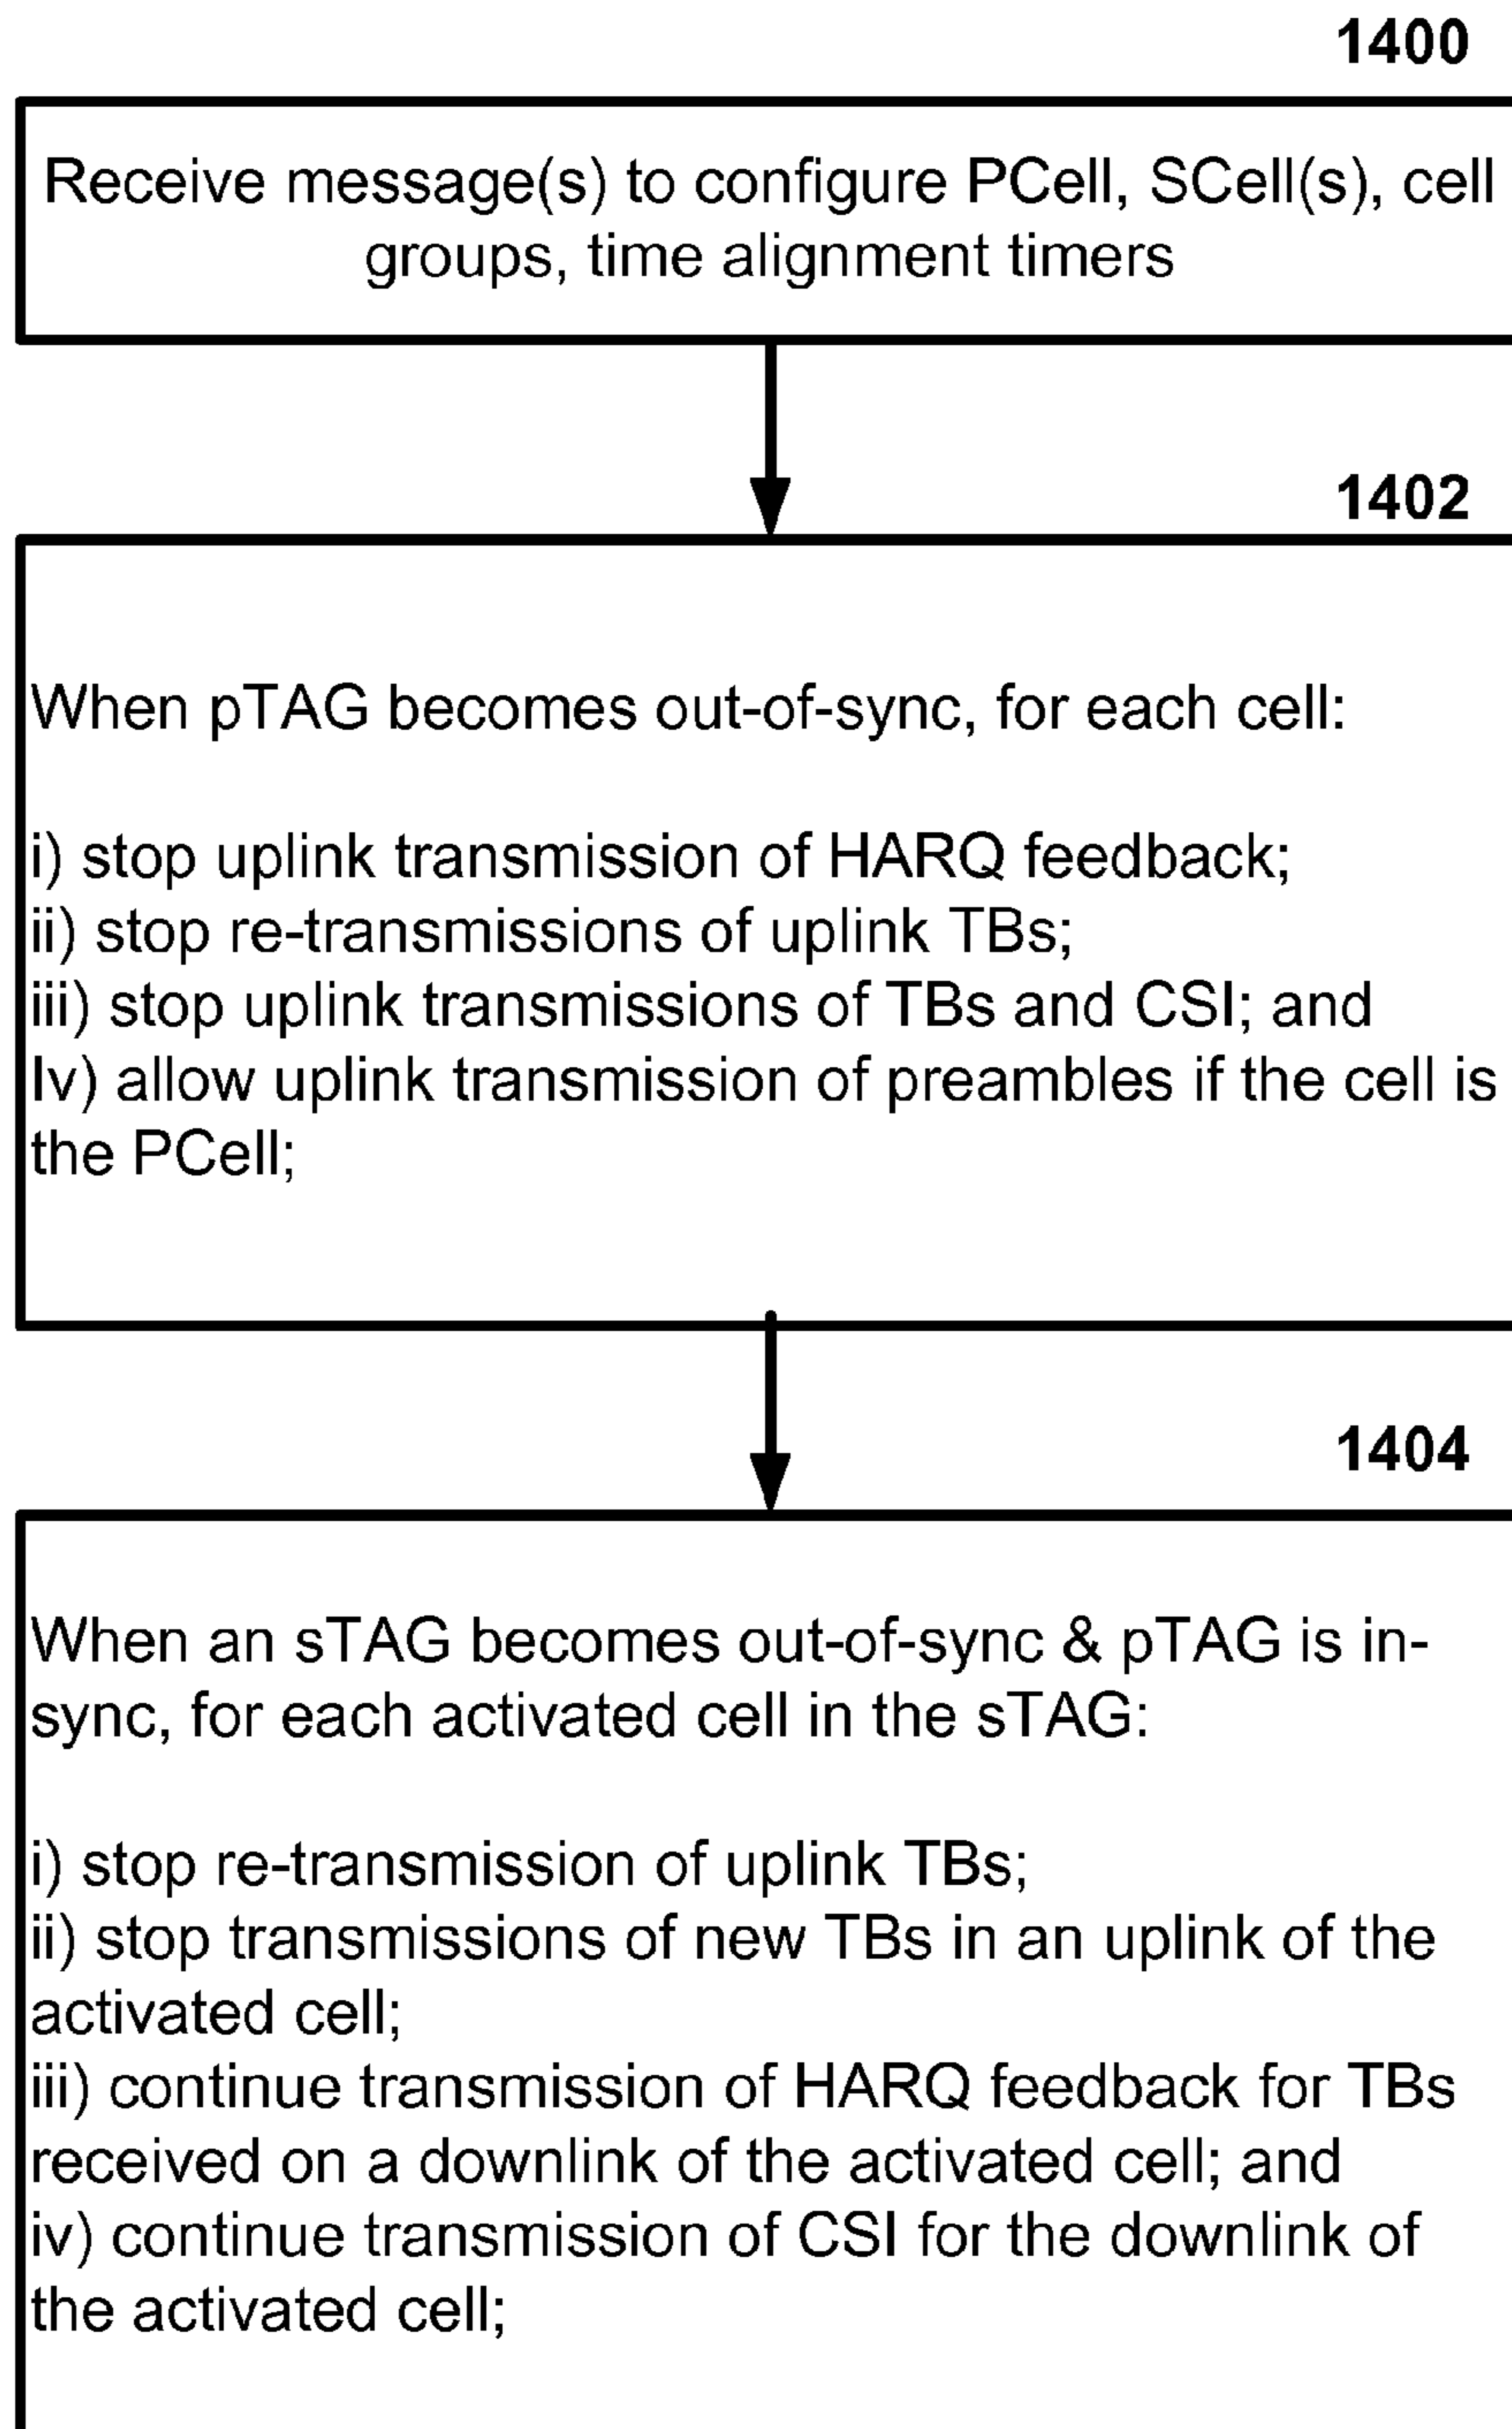 1400
Receive message(s) to configure PCell, SCell(s), cell
groups, time alignment timers
1402
When pTAG becomes out-of-sync, for each cell:
i) stop uplink transmission of HARQ feedback;
ii) stop re-transmissions of uplink TBs;
iii) stop uplink transmissions of TBs and CSI; and
Iv) allow uplink transmission of preambles if the cell is
the PCell;
1404
When an sTAG becomes out-of-sync & pTAG is in-
sync, for each activated cell in the sTAG:
i) stop re-transmission of uplink TBs;
ii) stop transmissions of new TBs in an uplink of the
activated cell;
iii) continue transmission of HARQ feedback for TBs
received on a downlink of the activated cell; and
iv) continue transmission of CSI for the downlink of
the activated cell;